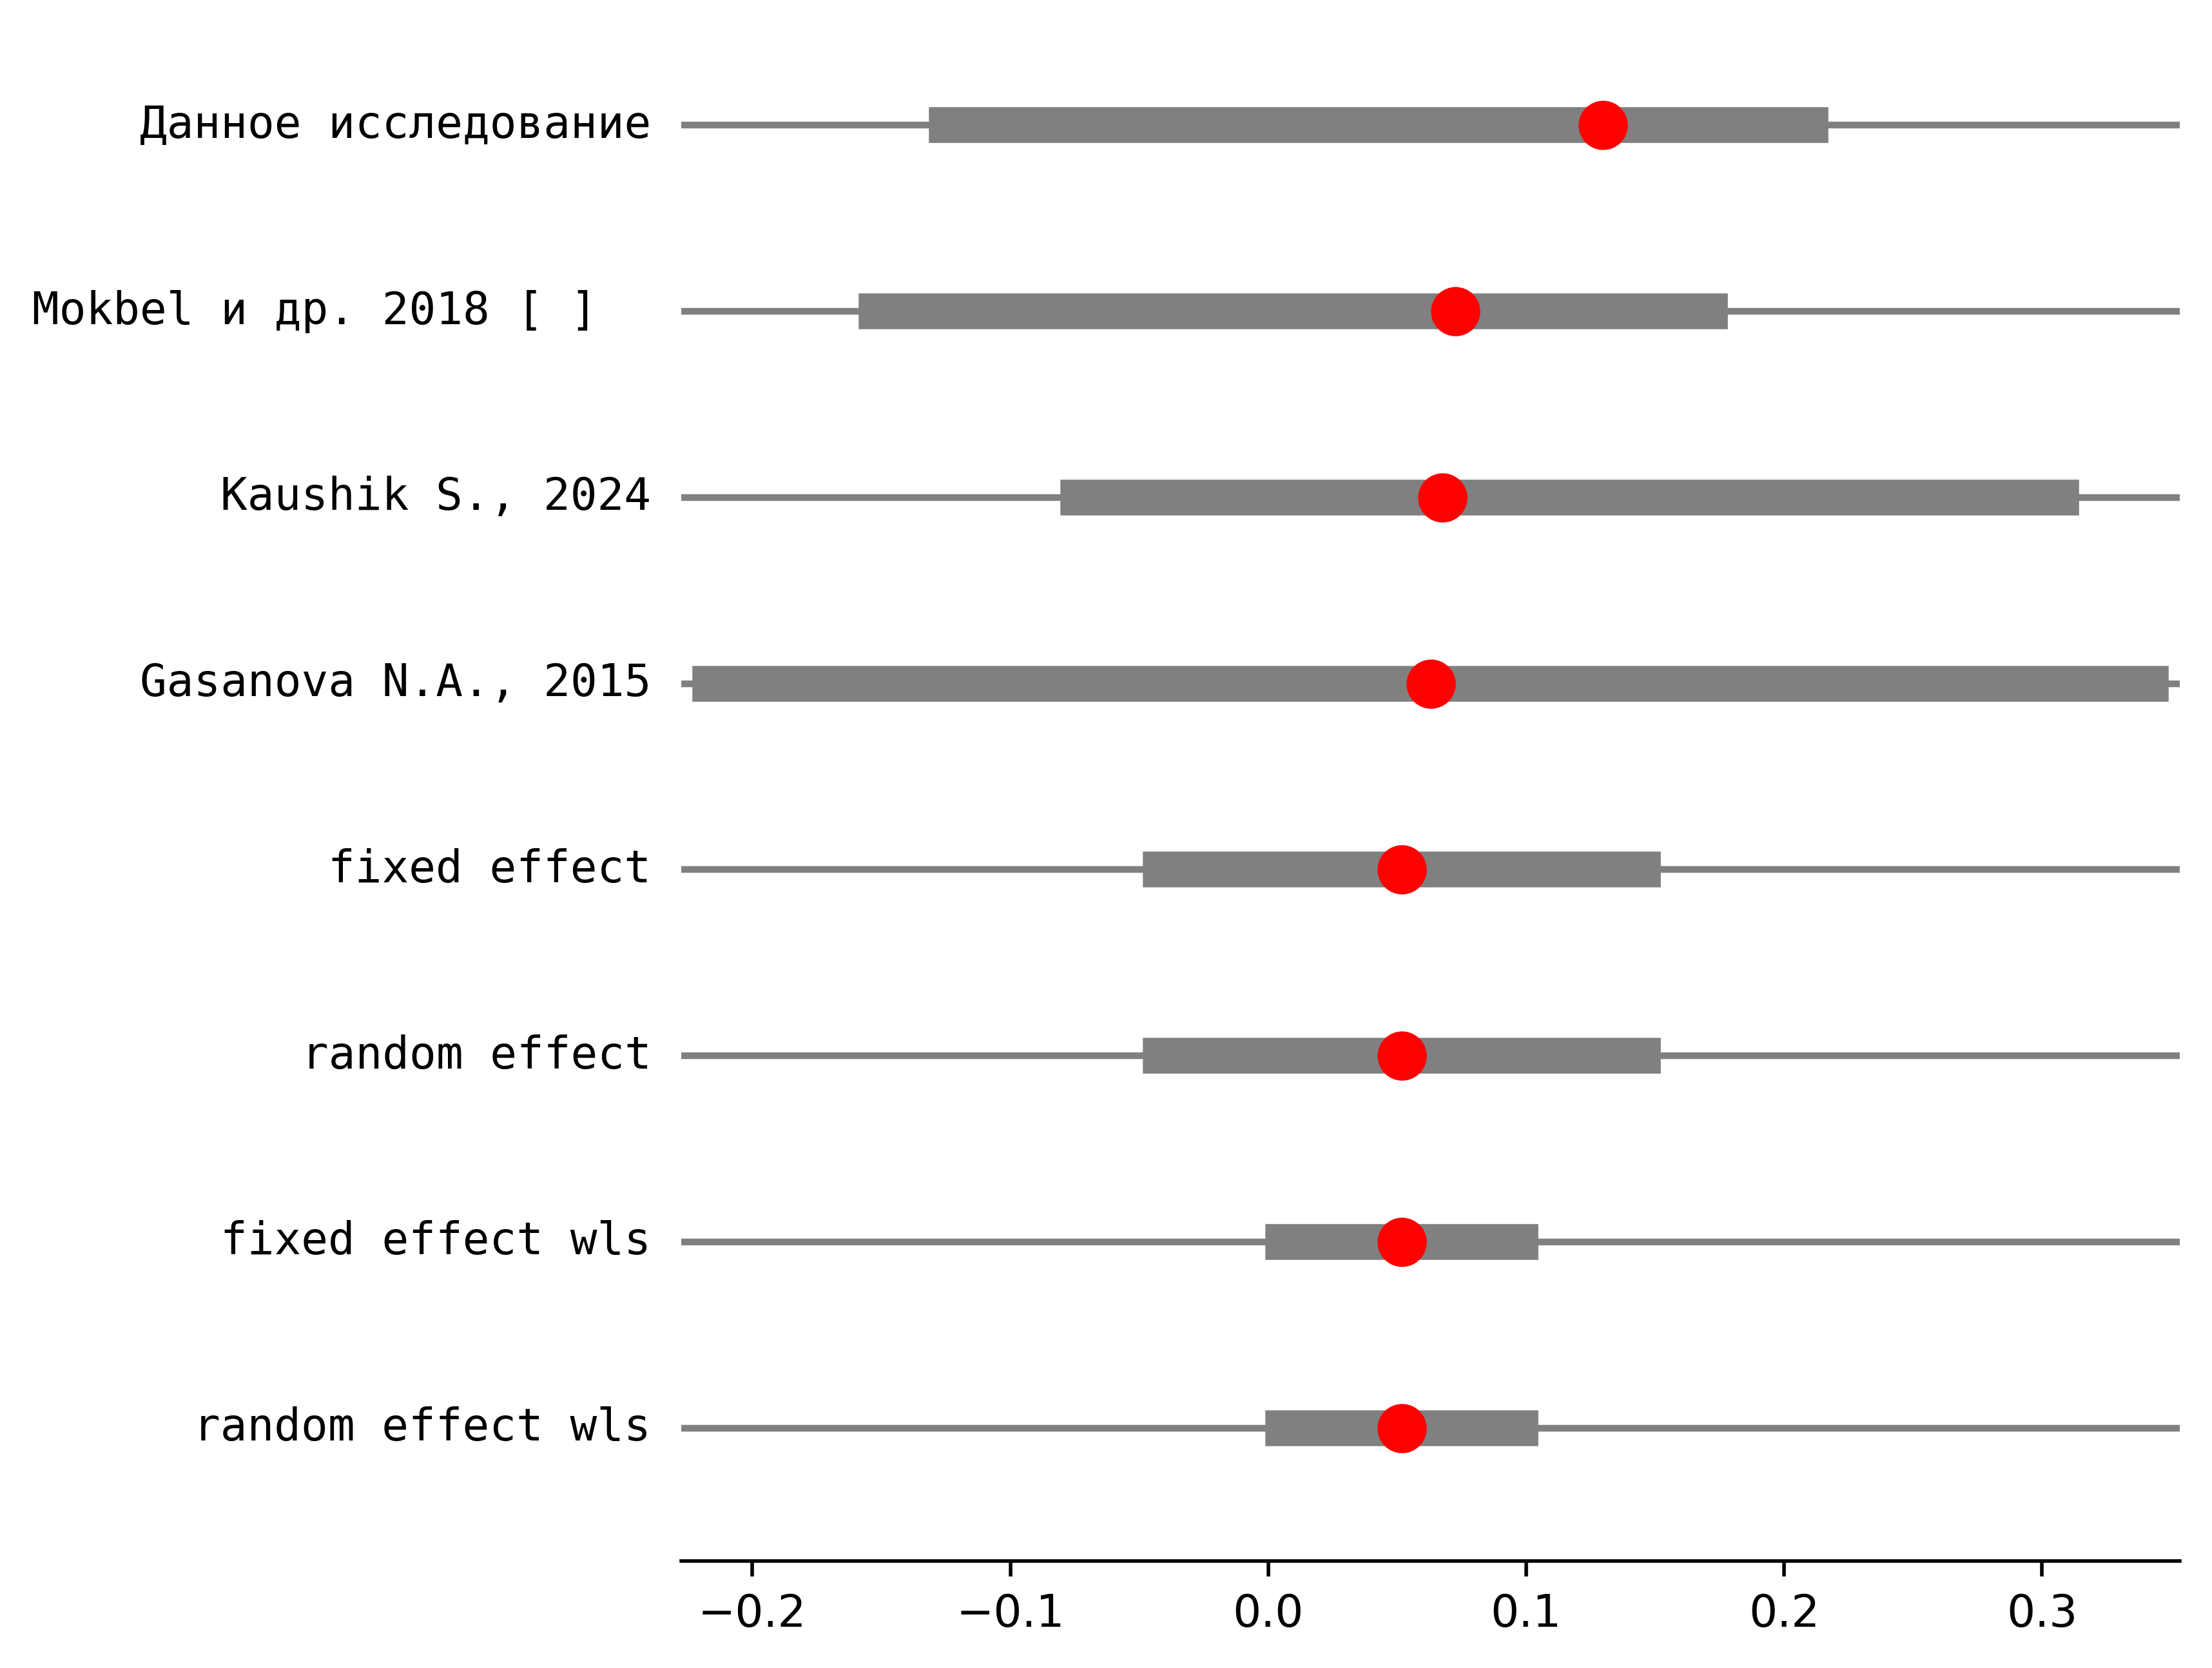 Данное исследование
Mokbel и др. 2018 [ ]
Kaushik S., 2024
Gasanova N.A., 2015
fixed effect
random effect
fixed effect wls
random effect wls
−0.2 −0.1 0.0 0.1 0.2 0.3